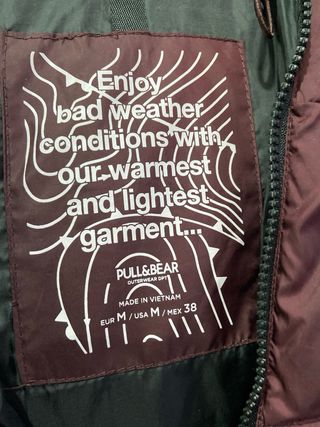 Enjoy
bad weather
conditions with
our warmest
and lightest
garment...
PULL&BEAR
OUTERWEAR DPT
MADE IN VIETNAM
EUR M / USA M / MEX 38